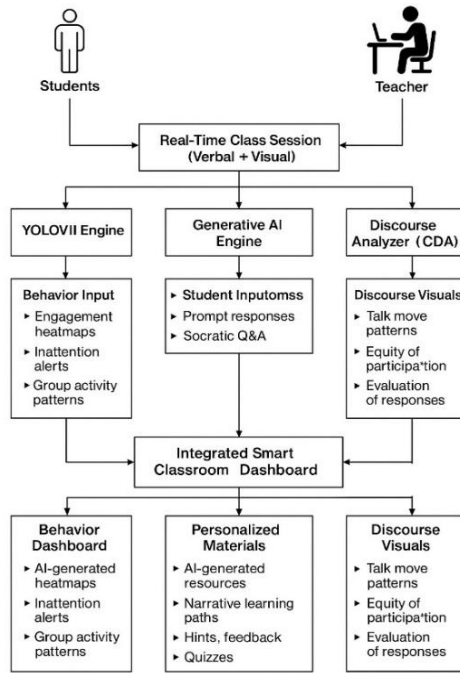 Students
Teacher
Real-Time Class Session
(Verbal + Visual)
YOLOVII Engine
Generative AI
Engine
Discourse
Analyzer (CDA)
Behavior Input
▸ Engagement
heatmaps
▸ Inattention
alerts
▸ Group activity
patterns
▸ Student Inputomss
▸ Prompt responses
▸ Socratic Q&A
Discourse Visuals
▸ Talk move
patterns
▸ Equity of
participa*tion
▸ Evaluation
of responses
Integrated Smart
Classroom Dashboard
Behavior
Dashboard
▸ AI-generated
heatmaps
▸ Inattention
alerts
▸ Group activity
patterns
Personalized
Materials
▸ AI-generated
resources
▸ Narrative learning
paths
▸ Hints, feedback
▸ Quizzes
Discourse Visuals
▸ Talk move
patterns
▸ Equity of
participa*tion
▸ Evaluation
of responses